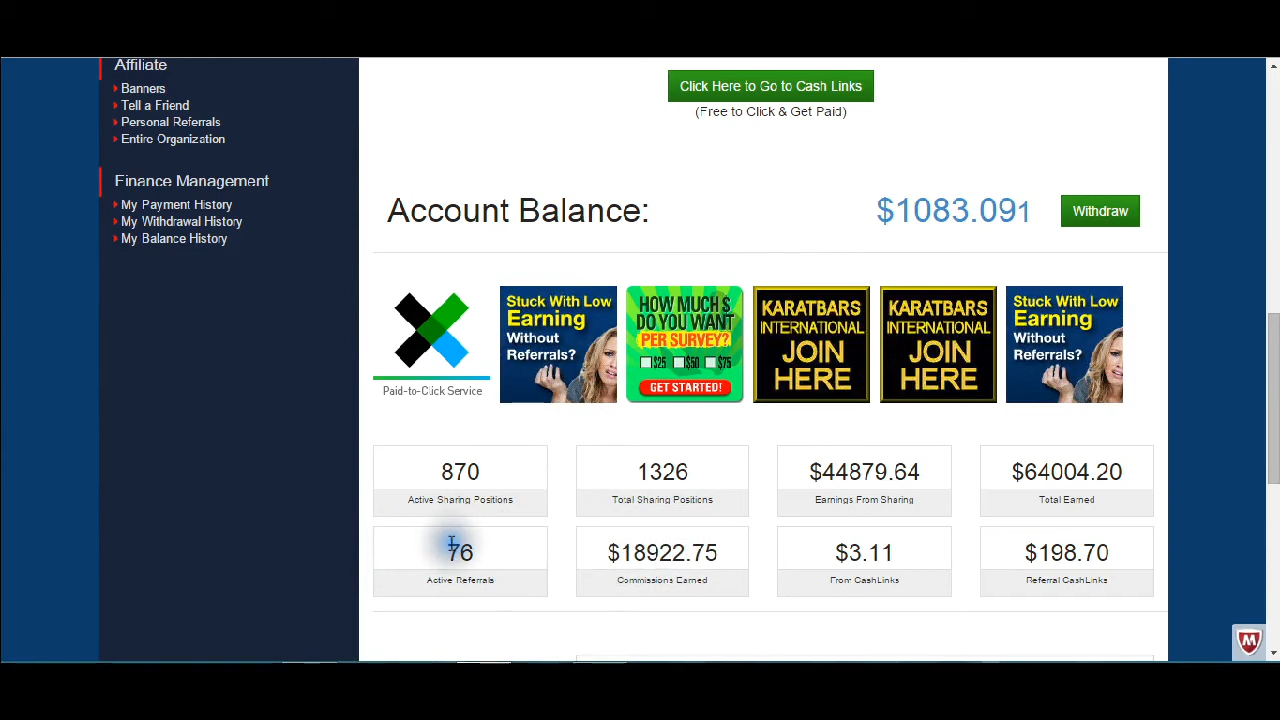 Affiliate
Banners
Tell a Friend
Personal Referrals
Entire Organization
Finance Management
My Payment History
My Withdrawal History
My Balance History
Click Here to Go to Cash Links
(Free to Click & Get Paid)
Account Balance:
$1083.091
Withdraw
Paid-to-Click Service
Stuck With Low
Earning
Without
Referrals?
HOW MUCH $
DO YOU WANT
PER SURVEY?
$25 $50 $75
GET STARTED!
KARATBARS
INTERNATIONAL
JOIN
HERE
KARATBARS
INTERNATIONAL
JOIN
HERE
Stuck With Low
Earning
Without
Referrals?
870
Active Sharing Positions
1326
Total Sharing Positions
$44879.64
Earnings From Sharing
$64004.20
Total Earned
76
Active Referrals
$18922.75
Commissions Earned
$3.11
From CashLinks
$198.70
Referral CashLinks
M